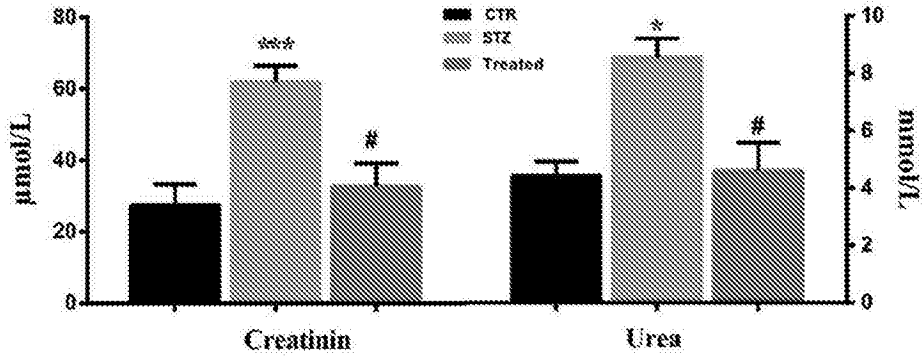 80
60
40
20
0
µmol/L
CTR
STZ
Treated
***
#
*
#
10
8
6
4
2
0
mmol/L
Creatinin
Urea